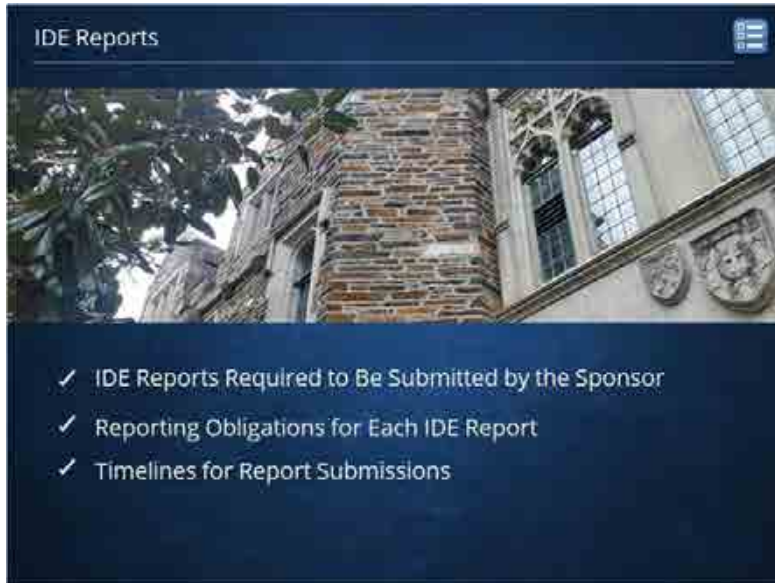 IDE Reports
IDE Reports Required to Be Submitted by the Sponsor
Reporting Obligations for Each IDE Report
Timelines for Report Submissions